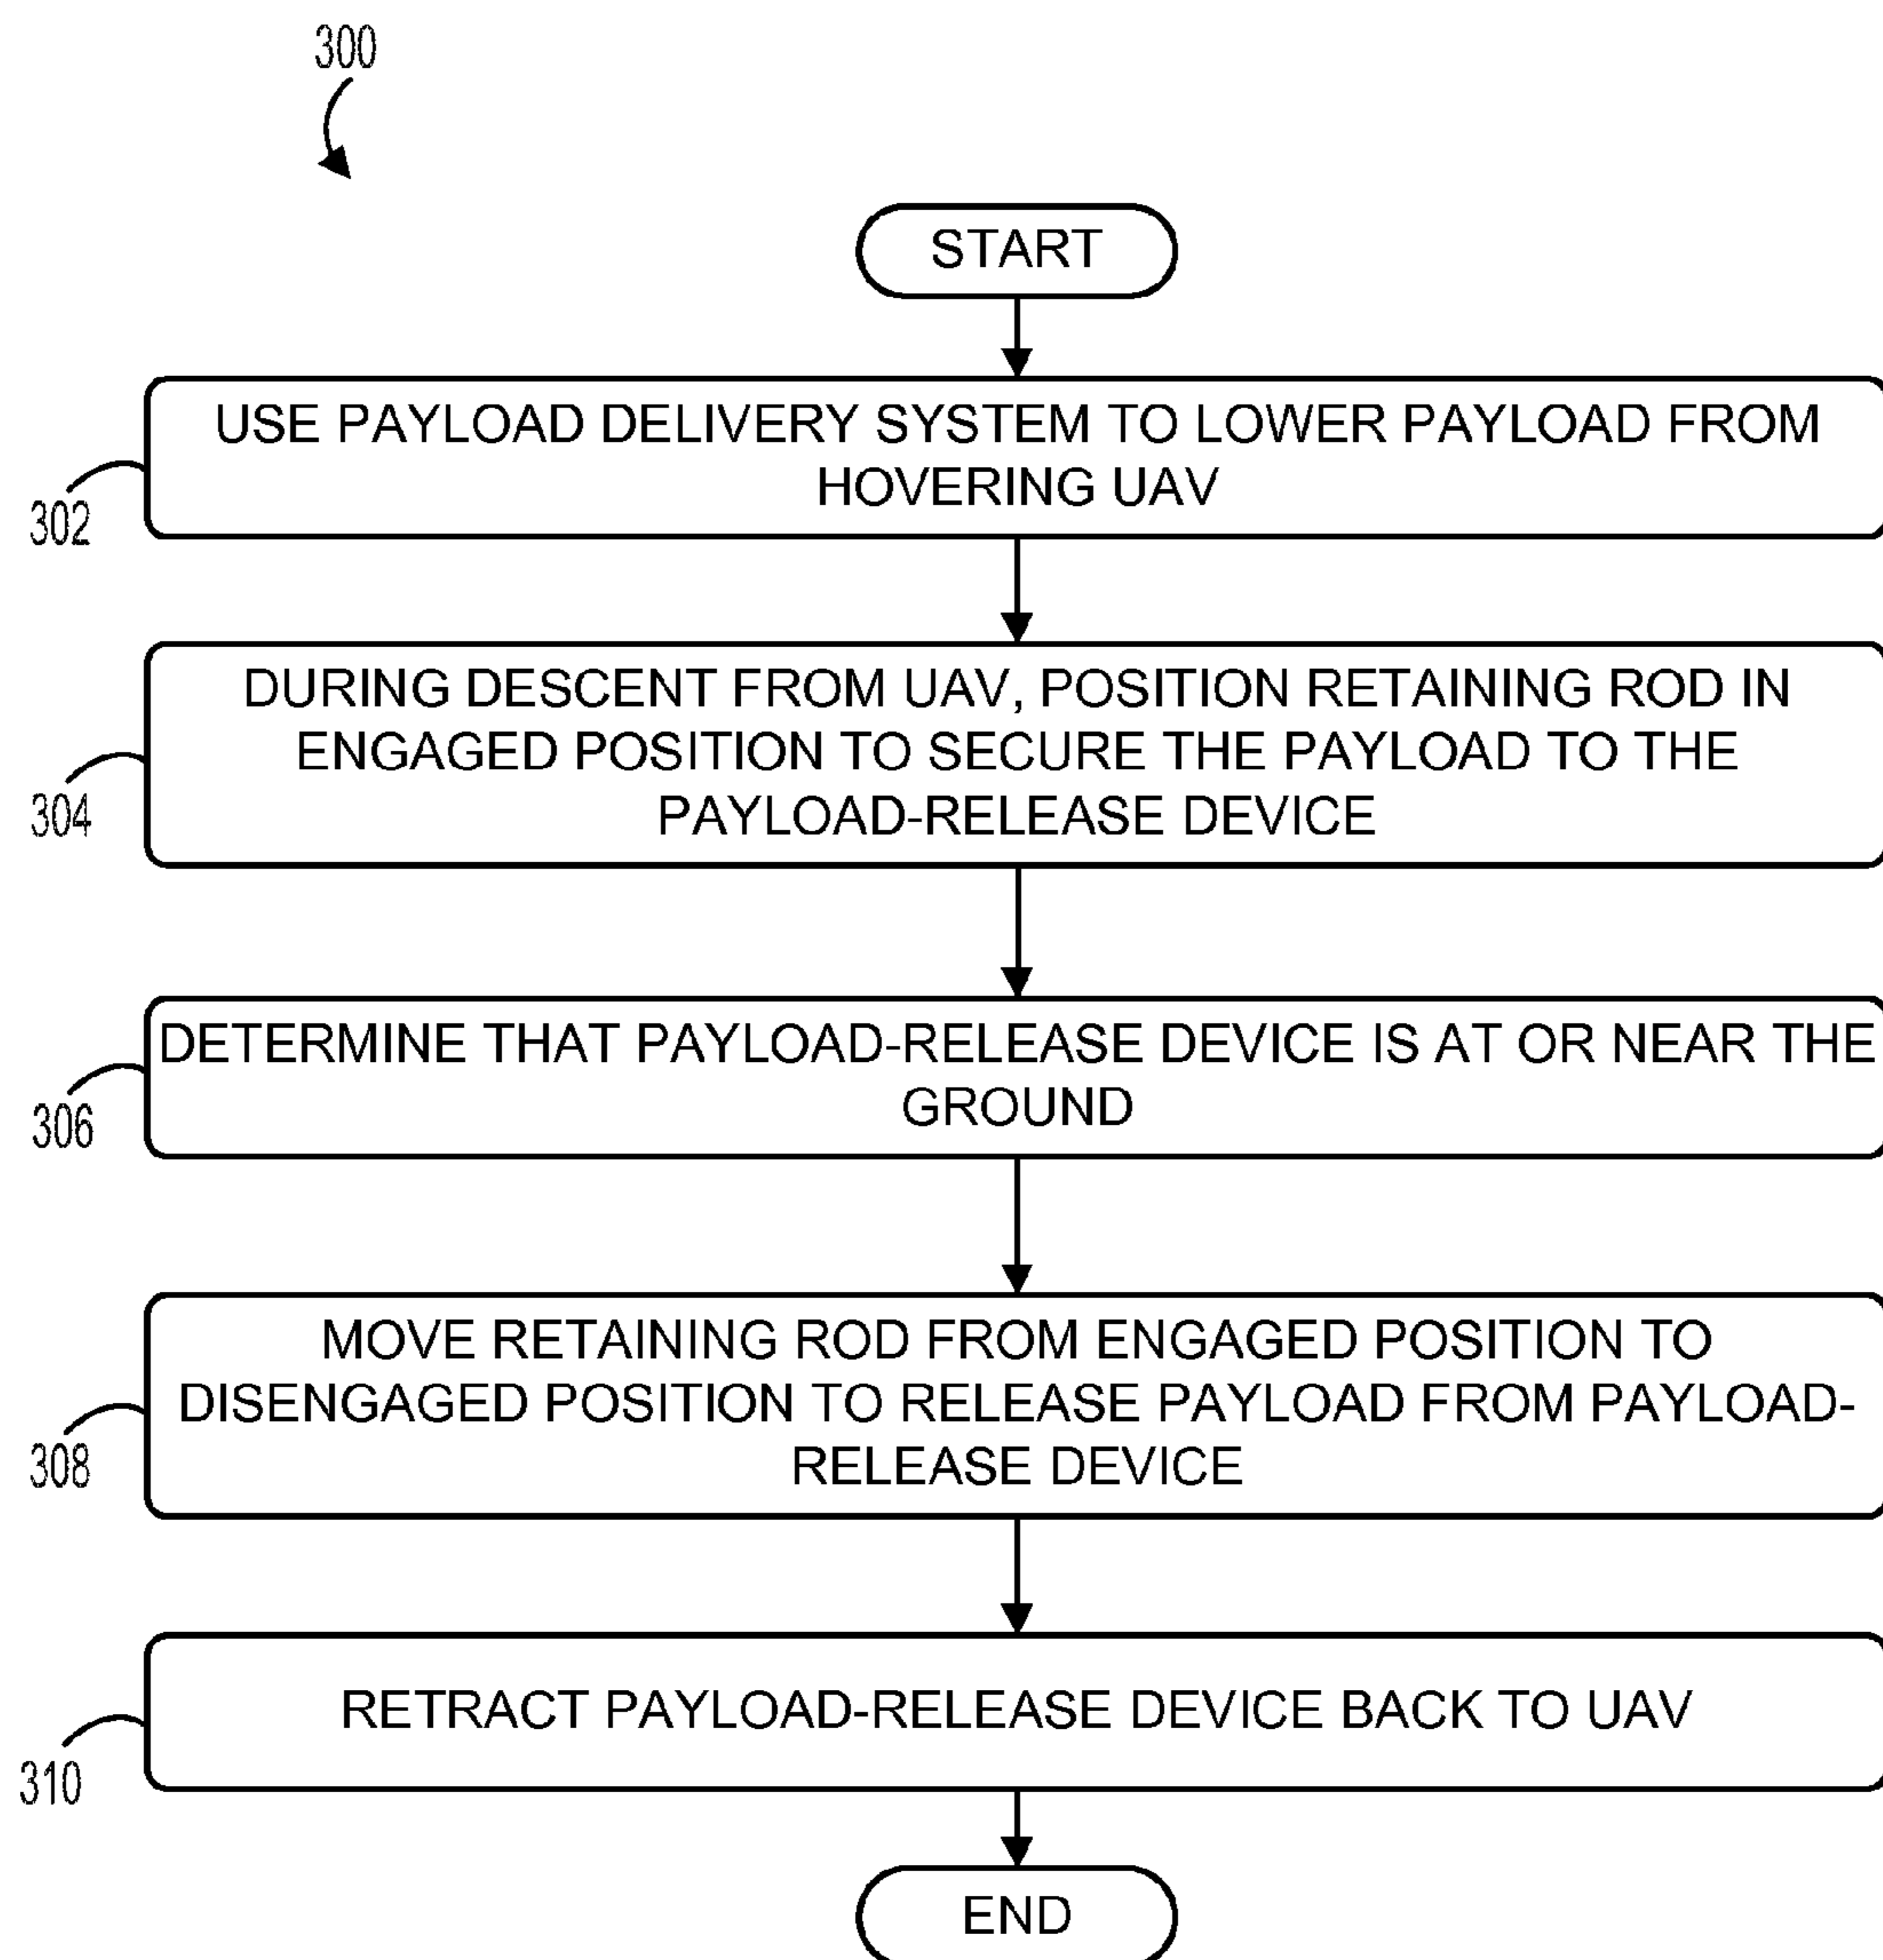 300
START
USE PAYLOAD DELIVERY SYSTEM TO LOWER PAYLOAD FROM
HOVERING UAV
302
DURING DESCENT FROM UAV, POSITION RETAINING ROD IN
ENGAGED POSITION TO SECURE THE PAYLOAD TO THE
PAYLOAD-RELEASE DEVICE
304
DETERMINE THAT PAYLOAD-RELEASE DEVICE IS AT OR NEAR THE
GROUND
306
MOVE RETAINING ROD FROM ENGAGED POSITION TO
DISENGAGED POSITION TO RELEASE PAYLOAD FROM PAYLOAD-
RELEASE DEVICE
308
RETRACT PAYLOAD-RELEASE DEVICE BACK TO UAV
310
END